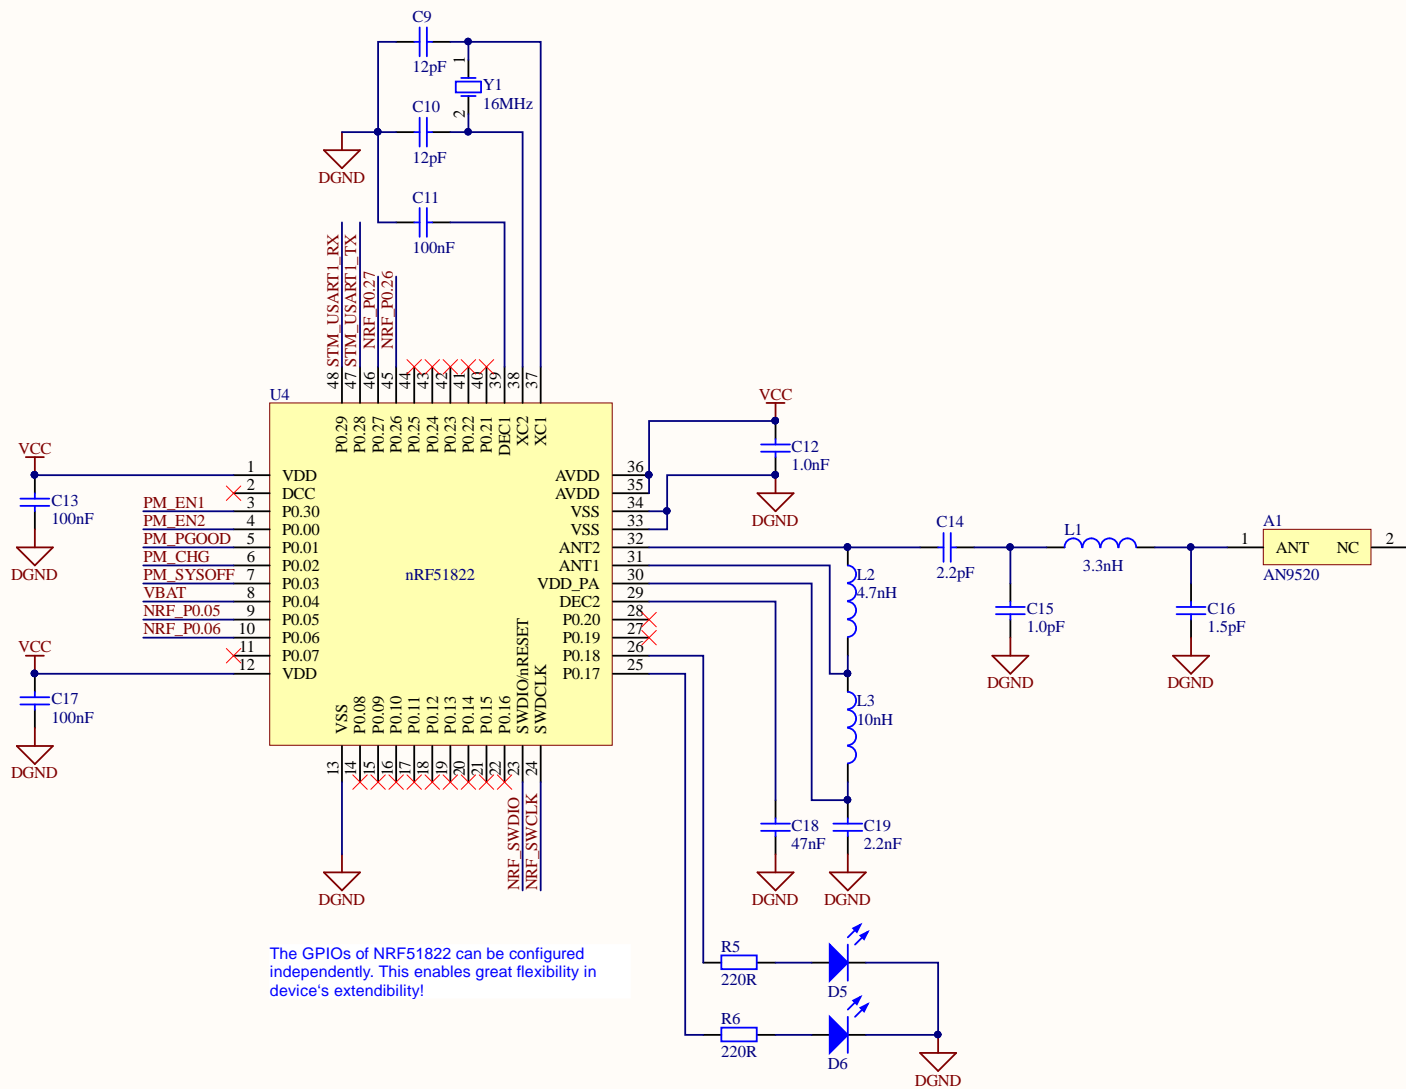 C9
12pF
1
Y1
16MHz
2
C10
12pF
DGND
C11
100nF
STM_USART1_RX
STM_USART1_TX
NRF_P0.27
NRF_P0.26
48
47
46
45
44
43
42
41
40
39
38
37
U4
P0.29
P0.28
P0.27
P0.26
P0.25
P0.24
P0.23
P0.22
P0.21
DEC1
XC2
XC1
VCC
C13
100nF
DGND
1 VDD
2 DCC
PM_EN1 3 P0.30
PM_EN2 4 P0.00
PM_PGOOD 5 P0.01
PM_CHG 6 P0.02
PM_SYSOFF 7 P0.03
VBAT 8 P0.04
NRF_P0.05 9 P0.05
NRF_P0.06 10 P0.06
11 P0.07
12 VDD
VCC
C17
100nF
DGND
nRF51822
AVDD 36
AVDD 35
VSS 34
VSS 33
ANT2 32
ANT1 31
VDD_PA 30
DEC2 29
P0.20 28
P0.19 27
P0.18 26
P0.17 25
VCC
C12
1.0nF
DGND
C14
2.2pF
L1
3.3nH
A1
1 ANT NC 2
AN9520
L2
4.7nH
C15
1.0pF
DGND
C16
1.5pF
DGND
L3
10nH
VSS
P0.08
P0.09
P0.10
P0.11
P0.12
P0.13
P0.14
P0.15
P0.16
SWDIO/nRESET
SWDCLK
13
14
15
16
17
18
19
20
21
22
23
24
NRF_SWDIO
NRF_SWCLK
DGND
C18
47nF
DGND
C19
2.2nF
DGND
The GPIOs of NRF51822 can be configured
independently. This enables great flexibility in
device's extendibility!
R5
220R
D5
R6
220R
D6
DGND